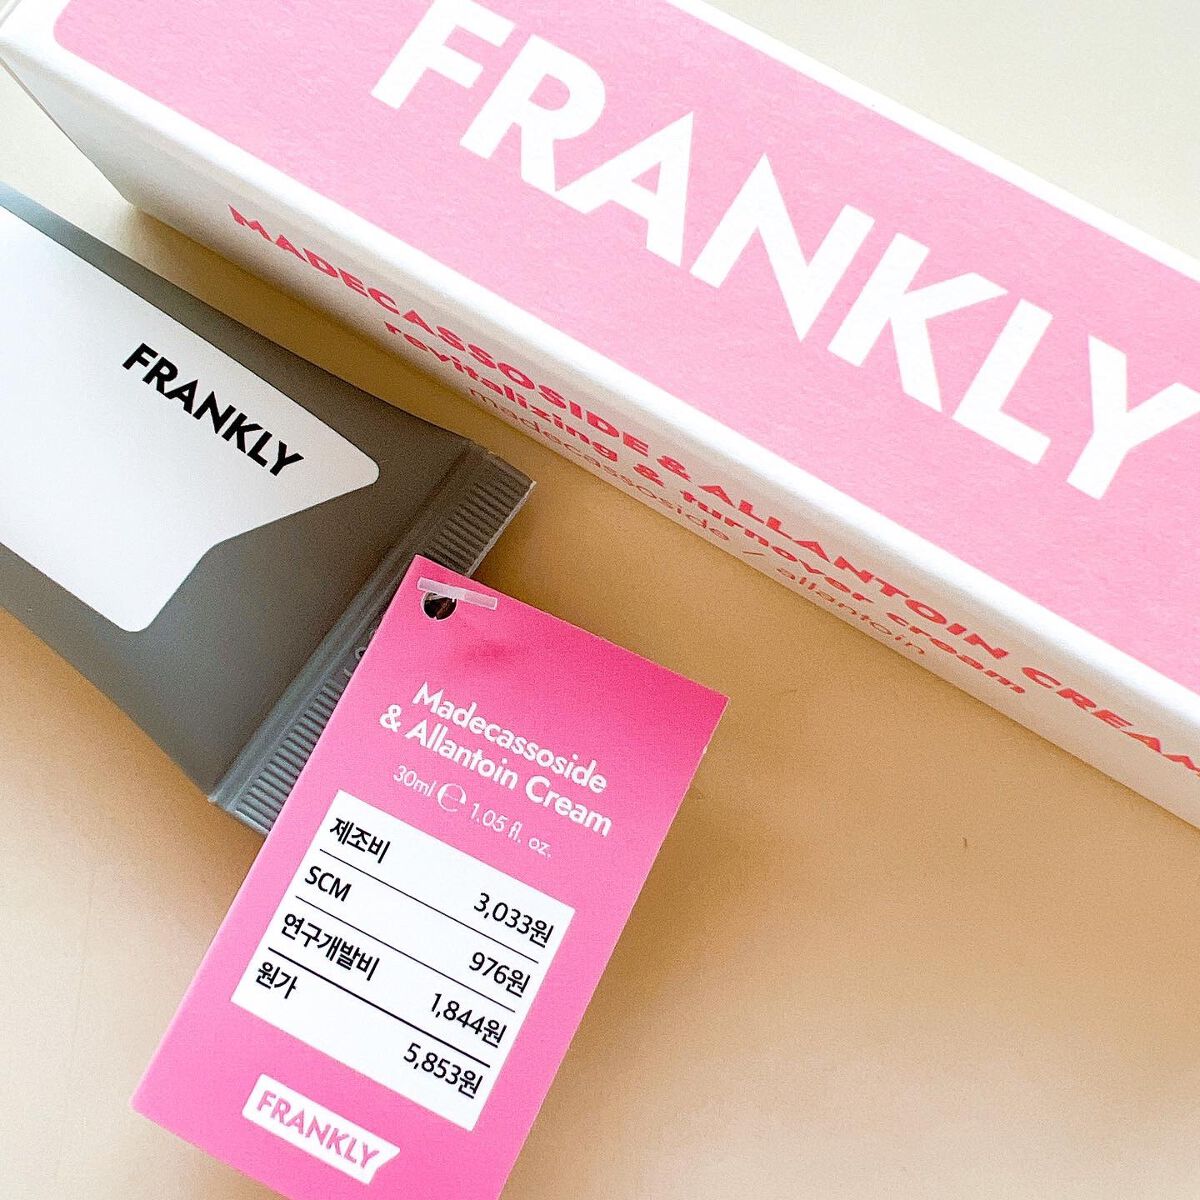 FRANKLY
MADECASSOSIDE & ALLANTOIN CREAM
revitalizing & turnover cream
madecassoside / allantoin
FRANKLY
Madecassoside
& Allantoin Cream
30ml ℮ 1.05 fl. oz.
제조비 3,033원
SCM 976원
연구개발비 1,844원
원가 5,853원
FRANKLY